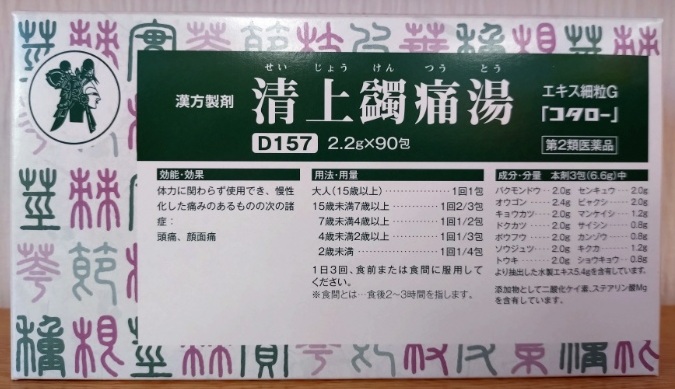 せい じょう けん つう とう
漢方製剤 清上蠲痛湯 エキス細粒G
「コタロー」
D157 2.2g×90包 第2類医薬品
効能・効果
体力に関わらず使用でき、慢性
化した痛みのあるものの次の諸
症:
頭痛、顔面痛
用法・用量
大人(15歳以上)……………1回1包
15歳未満7歳以上………1回2/3包
7歳未満4歳以上………1回1/2包
4歳未満2歳以上………1回1/3包
2歳未満……………1回1/4包
1日3回、食前または食間に服用して
ください。
※食間とは…食後2〜3時間を指します。
成分・分量 本剤3包(6.6g)中
バクモンドウ…2.0g センキュウ…2.0g
オウゴン…2.4g ビャクシ…2.0g
キョウカツ…2.0g マンケイシ…1.2g
ドクカツ…2.0g サイシン…0.8g
ボウフウ…2.0g カンゾウ…0.8g
ソウジュツ…2.0g キクカ…1.2g
トウキ…2.0g ショウキョウ…0.8g
より抽出した水製エキス5.4gを含有しています。
添加物として二酸化ケイ素、ステアリン酸Mg
を含有しています。